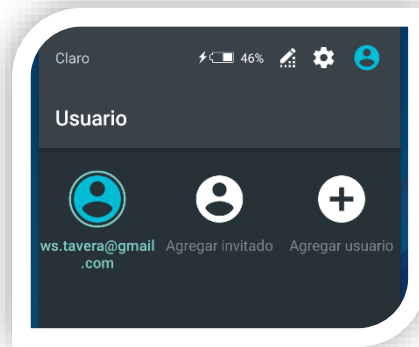 Claro 46%
Usuario
ws.tavera@gmail
.com
Agregar invitado
Agregar usuario